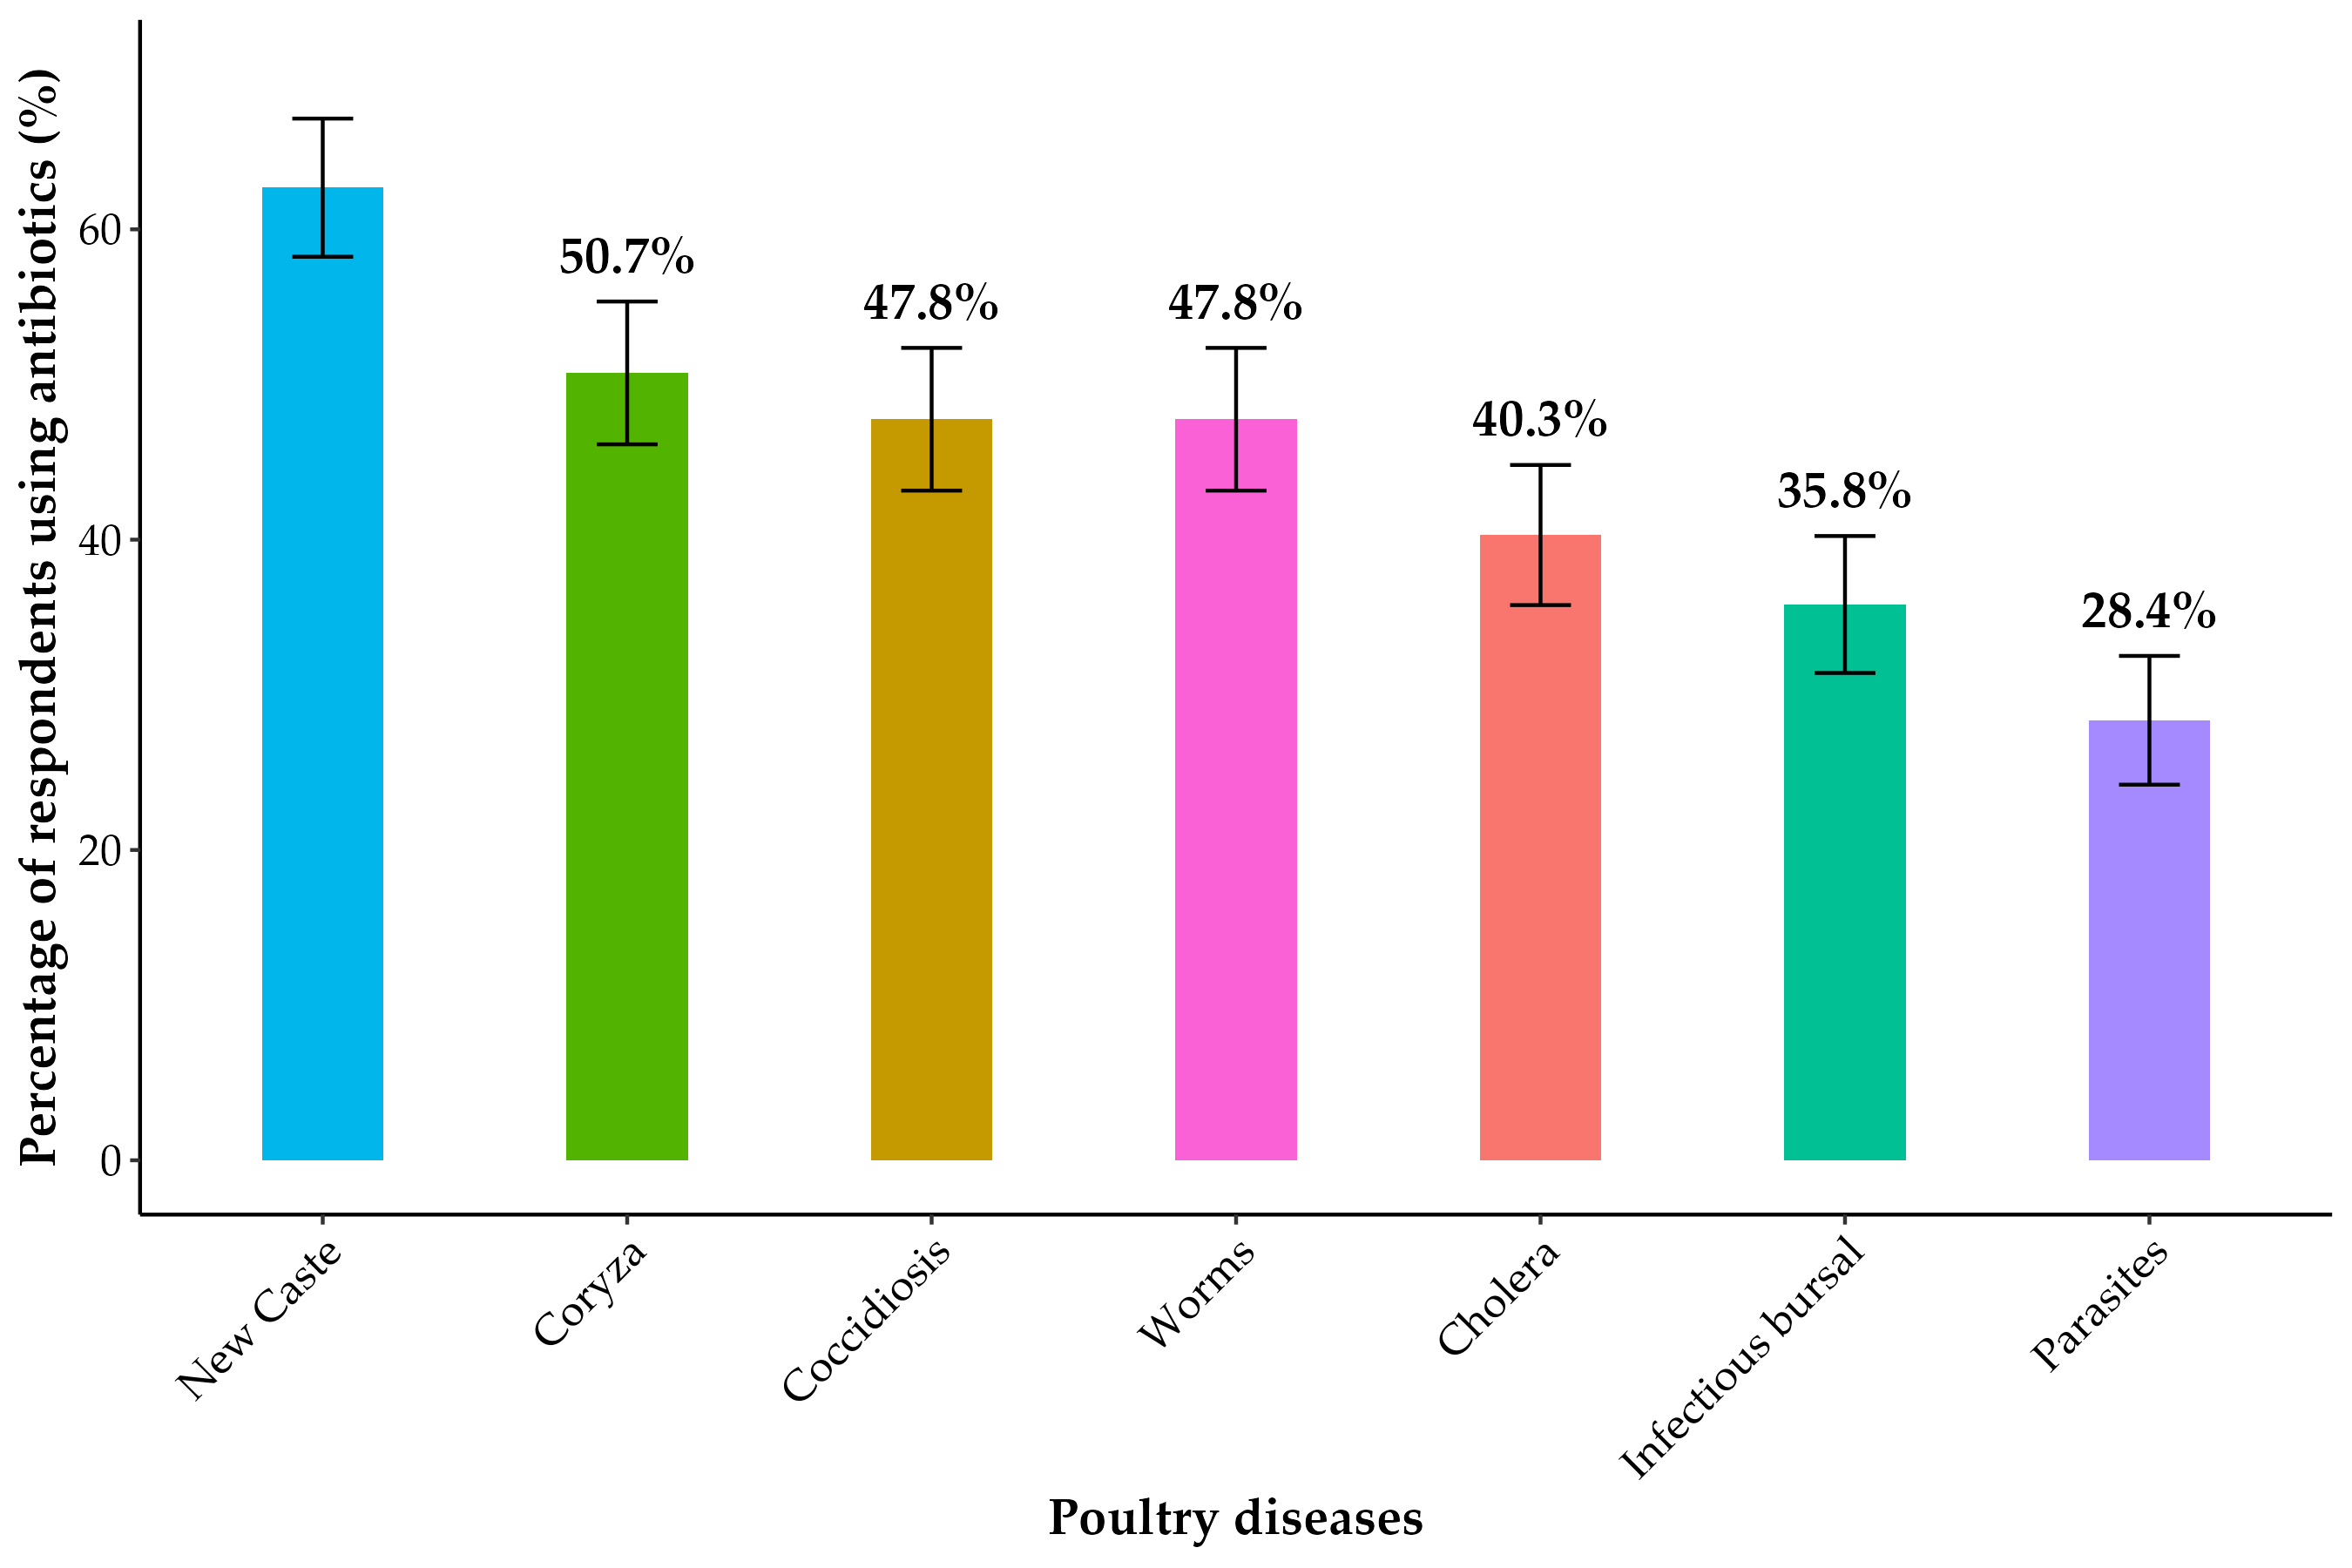 Percentage of respondents using antibiotics (%)
60
40
20
0
50.7%
47.8%
47.8%
40.3%
35.8%
28.4%
New Caste
Coryza
Coccidiosis
Worms
Cholera
Infectious bursal
Parasites
Poultry diseases